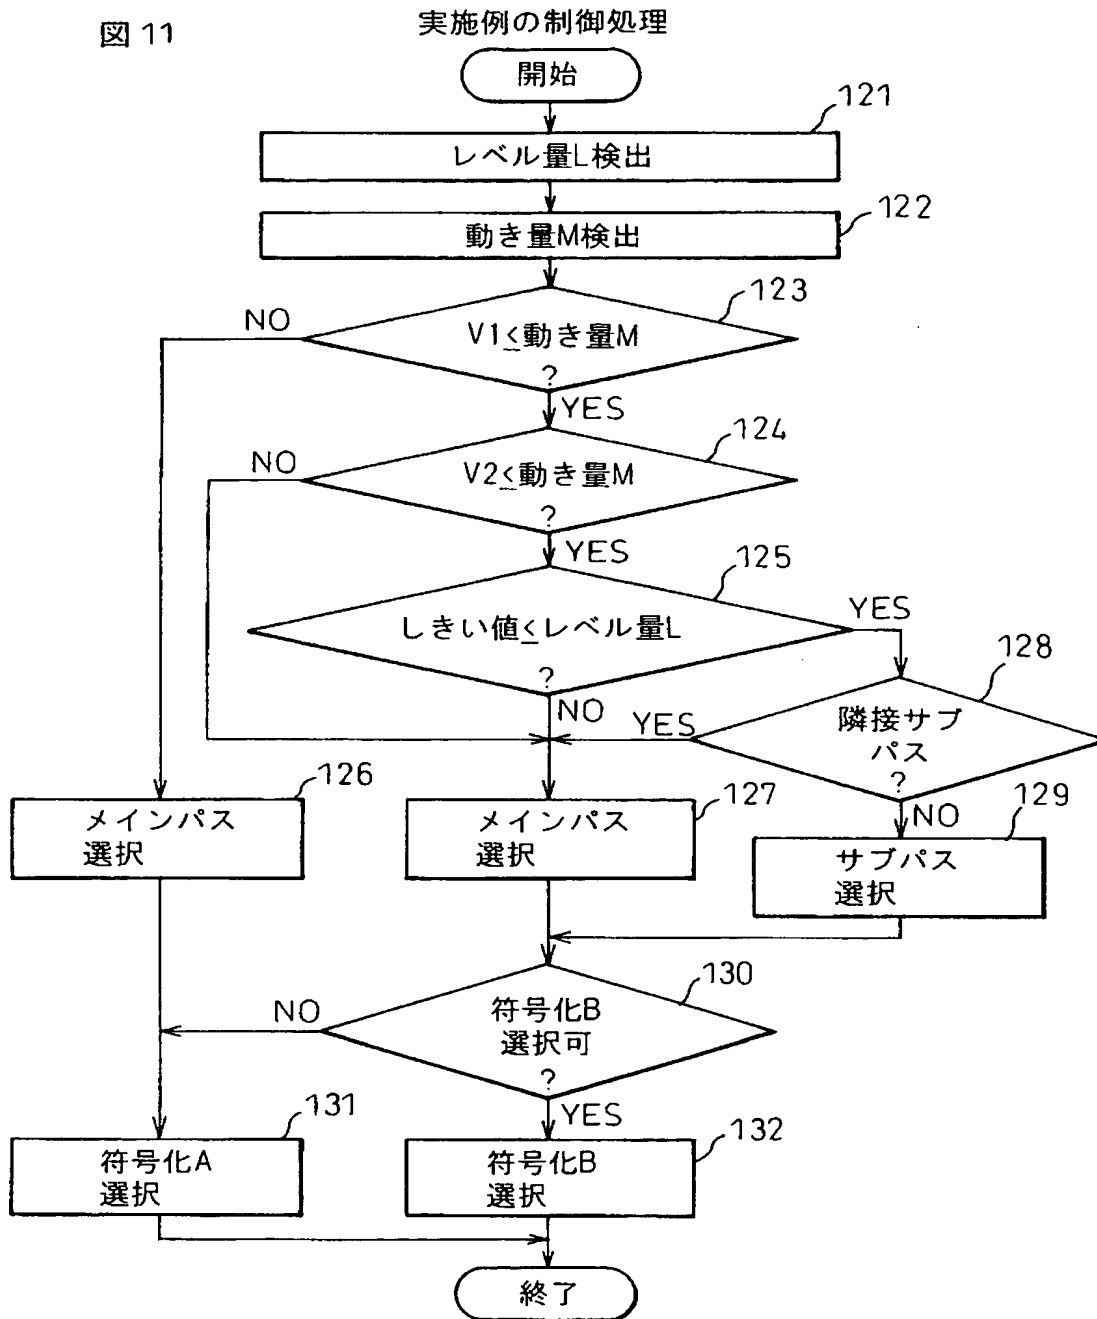 図11
実施例の制御処理
開始
121
レベル量L検出
122
動き量M検出
123
NO
V1≦動き量M
?
YES
124
NO
V2≦動き量M
?
YES
125
YES
しきい値≦レベル量L
?
NO
128
YES
隣接サブ
パス
?
NO
126
メインパス
選択
127
メインパス
選択
129
サブパス
選択
130
NO
符号化B
選択可
?
YES
131
符号化A
選択
132
符号化B
選択
終了